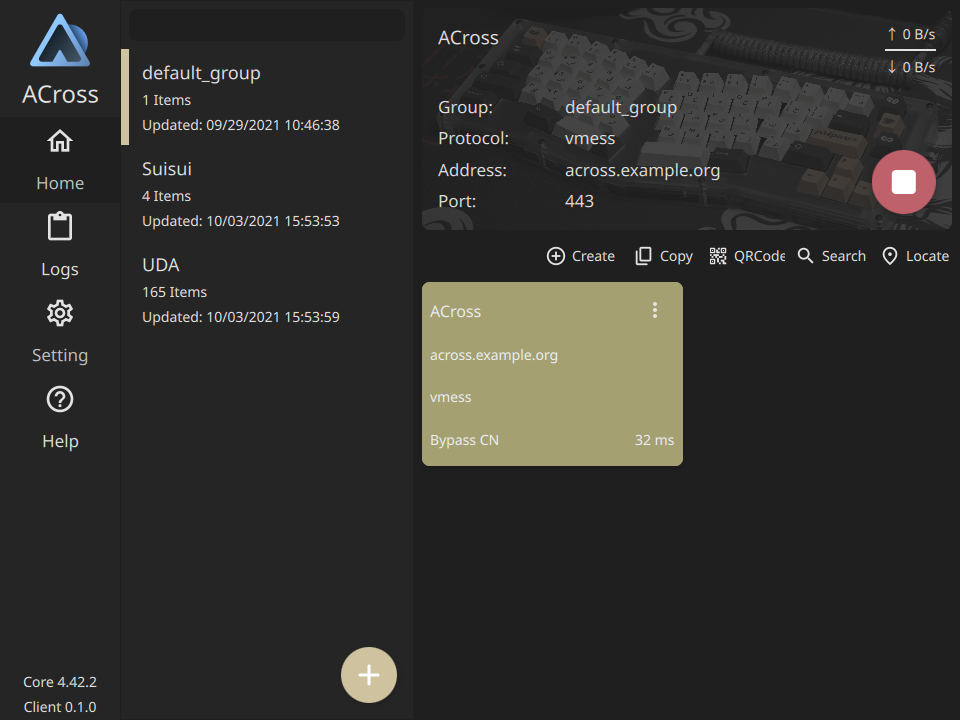 ACross
Home
Logs
Setting
Help
Core 4.42.2
Client 0.1.0
default_group
1 Items
Updated: 09/29/2021 10:46:38
Suisui
4 Items
Updated: 10/03/2021 15:53:53
UDA
165 Items
Updated: 10/03/2021 15:53:59
ACross
↑ 0 B/s
↓ 0 B/s
Group: default_group
Protocol: vmess
Address: across.example.org
Port: 443
Create Copy QRCode Search Locate
ACross
across.example.org
vmess
Bypass CN 32 ms